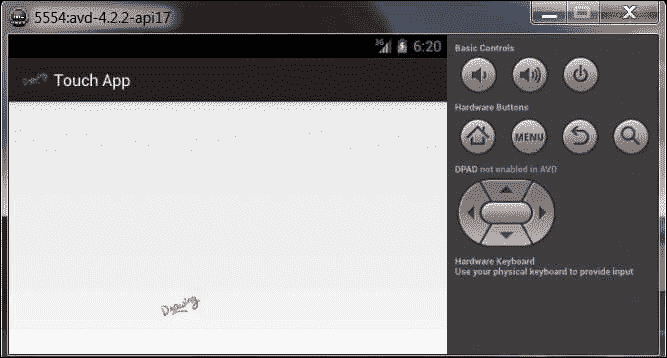 5554:avd-4.2.2-api17
3G 6:20
Touch App
Drawing
Basic Controls
Hardware Buttons
MENU
DPAD not enabled in AVD
Hardware Keyboard
Use your physical keyboard to provide input